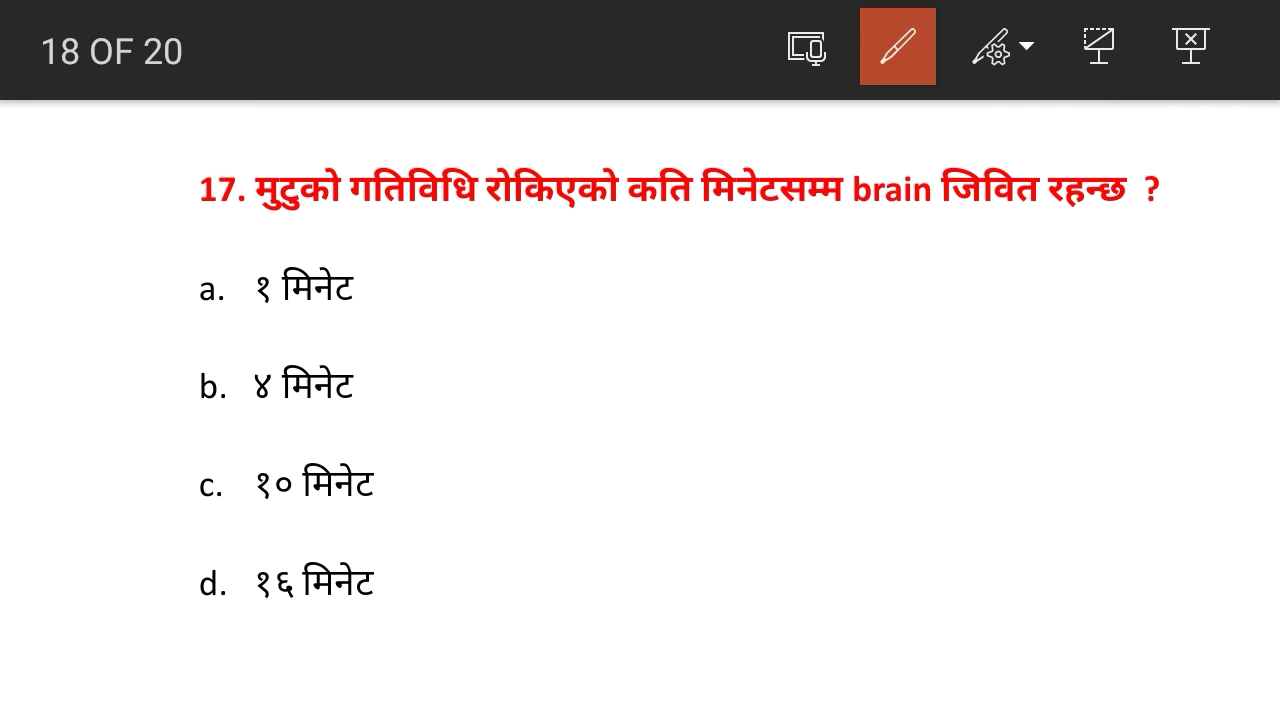 18 OF 20
17. मुटुको गतिविधि रोकिएको कति मिनेटसम्म brain जिवित रहन्छ ?
a. १ मिनेट
b. ४ मिनेट
c. १० मिनेट
d. १६ मिनेट